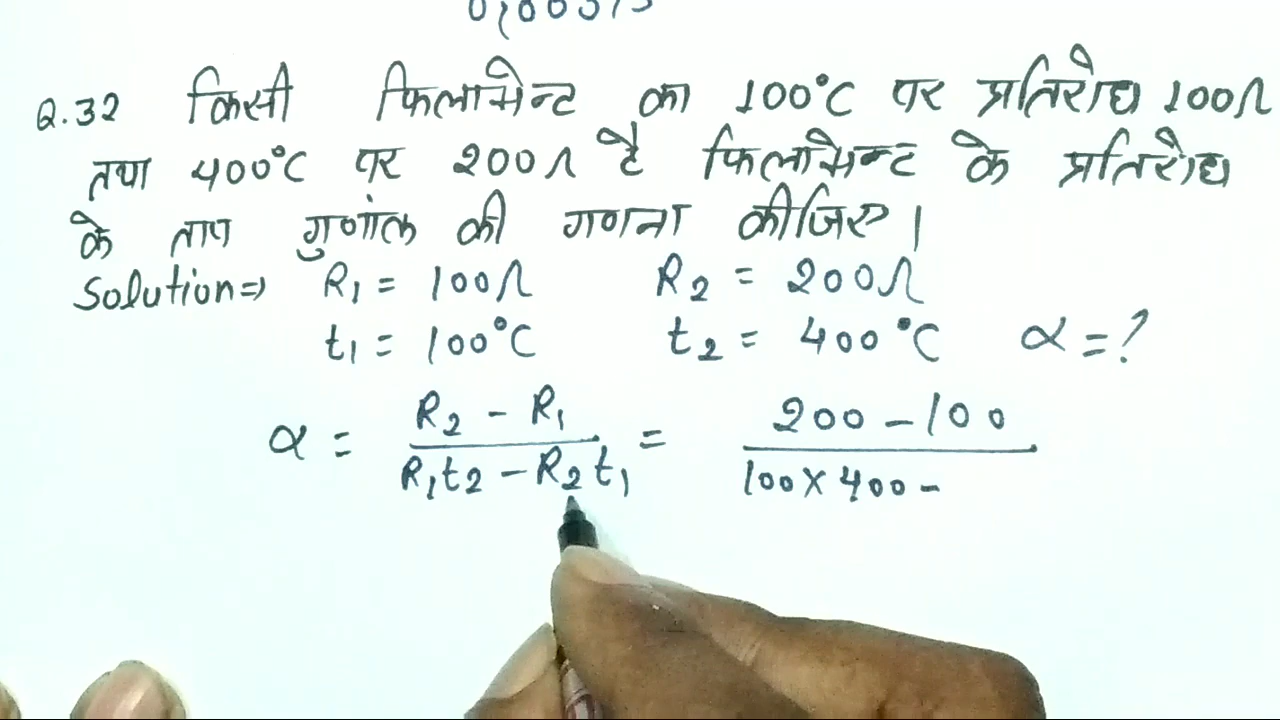 Q.32 किसी फिलामेन्ट का 100°C पर प्रतिरोध 100Ω
तथा 400°C पर 200Ω है फिलामेन्ट के प्रतिरोध
के ताप गुणांक की गणना कीजिए।
Solution⇒ R₁ = 100Ω R₂ = 200Ω
t₁ = 100°C t₂ = 400°C α = ?
α = (R₂ - R₁)/(R₁t₂ - R₂t₁) = (200 - 100)/(100 × 400 -